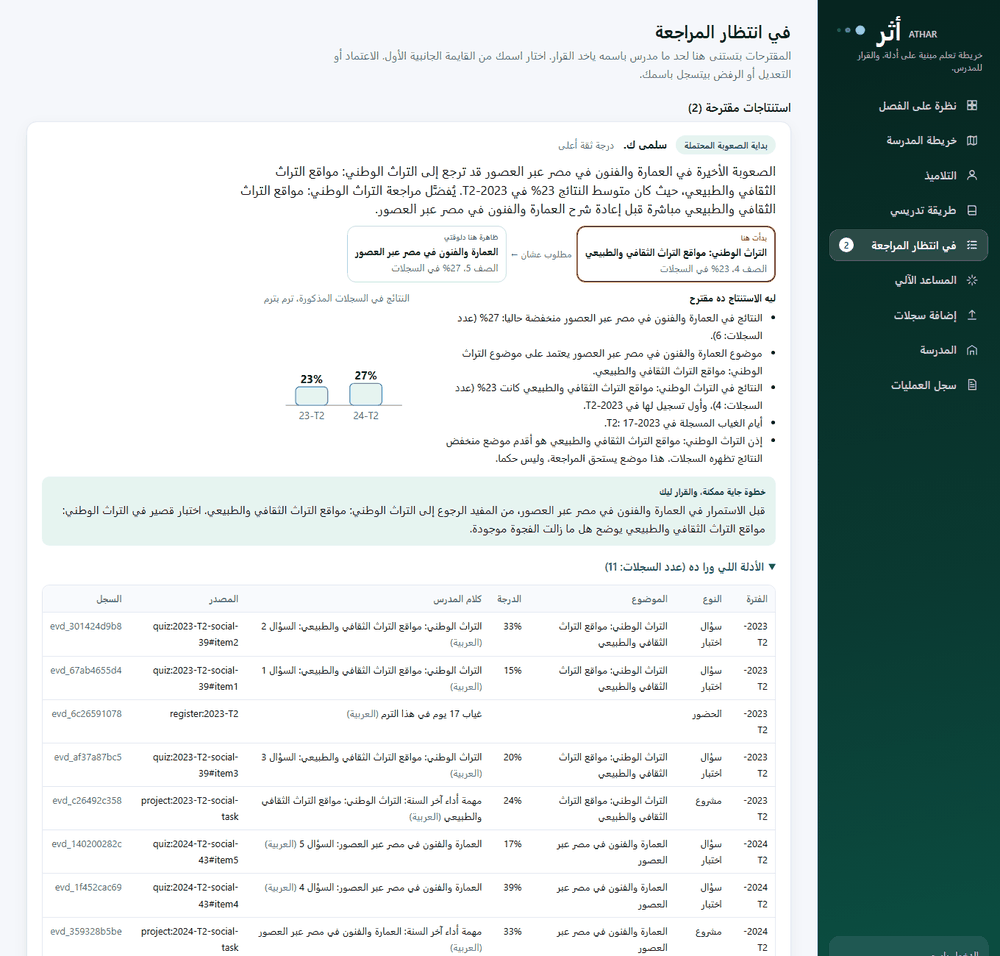 أثر ATHAR
خريطة تعلم مبنية على أدلة، والقرار
للمدرس.
نظرة على الفصل
خريطة المدرسة
التلاميذ
طريقة تدريسي
في انتظار المراجعة 2
المساعد الآلي
إضافة سجلات
المدرسة
سجل العمليات
في انتظار المراجعة
المقترحات بتستنى هنا لحد ما مدرس باسمه ياخد القرار. اختار اسمك من القايمة الجانبية الأول. الاعتماد أو
التعديل أو الرفض بيتسجل باسمك.
استنتاجات مقترحة (2)
بداية الصعوبة المحتملة سلمى ك. درجة ثقة أعلى
الصعوبة الأخيرة في العمارة والفنون في مصر عبر العصور قد ترجع إلى التراث الوطني: مواقع التراث
الثقافي والطبيعي، حيث كان متوسط النتائج 23% في 2023-T2. يُفضَّل مراجعة التراث الوطني: مواقع التراث
الثقافي والطبيعي مباشرة قبل إعادة شرح العمارة والفنون في مصر عبر العصور.
بدأت هنا
التراث الوطني: مواقع التراث الثقافي والطبيعي
الصف 4، 23% في السجلات
مطلوب عشان ←
ظاهرة هنا دلوقتي
العمارة والفنون في مصر عبر العصور
الصف 5، 27% في السجلات
ليه الاستنتاج ده مقترح
النتائج في العمارة والفنون في مصر عبر العصور منخفضة حاليا: 27% (عدد
السجلات: 6).
موضوع العمارة والفنون في مصر عبر العصور يعتمد على موضوع التراث
الوطني: مواقع التراث الثقافي والطبيعي.
النتائج في التراث الوطني: مواقع التراث الثقافي والطبيعي كانت 23% (عدد
السجلات: 4)، وأول تسجيل لها في 2023-T2.
أيام الغياب المسجلة في 2023-T2: 17.
إذن التراث الوطني: مواقع التراث الثقافي والطبيعي هو أقدم موضع منخفض
النتائج تظهره السجلات. هذا موضع يستحق المراجعة، وليس حكما.
النتائج في السجلات المذكورة، ترم بترم
23% 27%
23-T2 24-T2
خطوة جاية ممكنة، والقرار ليك
قبل الاستمرار في العمارة والفنون في مصر عبر العصور، من المفيد الرجوع إلى التراث الوطني: مواقع التراث الثقافي والطبيعي. اختبار قصير في التراث الوطني:
مواقع التراث الثقافي والطبيعي يوضح هل ما زالت الفجوة موجودة.
▼ الأدلة اللي ورا ده (عدد السجلات: 11)
الفترة النوع الموضوع الدرجة كلام المدرس المصدر السجل
2023- سؤال التراث الوطني: مواقع التراث 33% التراث الوطني: مواقع التراث الثقافي والطبيعي: السؤال 2 quiz:2023-T2-social- evd_301424d9b8
T2 اختبار الثقافي والطبيعي (العربية) 39#item2
2023- سؤال التراث الوطني: مواقع التراث 15% التراث الوطني: مواقع التراث الثقافي والطبيعي: السؤال 1 quiz:2023-T2-social- evd_67ab4655d4
T2 اختبار الثقافي والطبيعي (العربية) 39#item1
2023- الحضور غياب 17 يوم في هذا الترم (العربية) register:2023-T2 evd_6c26591078
T2
2023- سؤال التراث الوطني: مواقع التراث 20% التراث الوطني: مواقع التراث الثقافي والطبيعي: السؤال 3 quiz:2023-T2-social- evd_af37a87bc5
T2 اختبار الثقافي والطبيعي (العربية) 39#item3
2023- مشروع التراث الوطني: مواقع التراث 24% مهمة أداء آخر السنة: التراث الوطني: مواقع التراث الثقافي project:2023-T2-social- evd_c26492c358
T2 الثقافي والطبيعي والطبيعي (العربية) task
2024- سؤال العمارة والفنون في مصر عبر 17% العمارة والفنون في مصر عبر العصور: السؤال 5 (العربية) quiz:2024-T2-social- evd_140200282c
T2 اختبار العصور 43#item5
2024- سؤال العمارة والفنون في مصر عبر 39% العمارة والفنون في مصر عبر العصور: السؤال 4 (العربية) quiz:2024-T2-social- evd_1f452cac69
T2 اختبار العصور 43#item4
2024- مشروع العمارة والفنون في مصر عبر 33% مهمة أداء آخر السنة: العمارة والفنون في مصر عبر العصور project:2024-T2-social- evd_359328b5be
T2 العصور (العربية) task